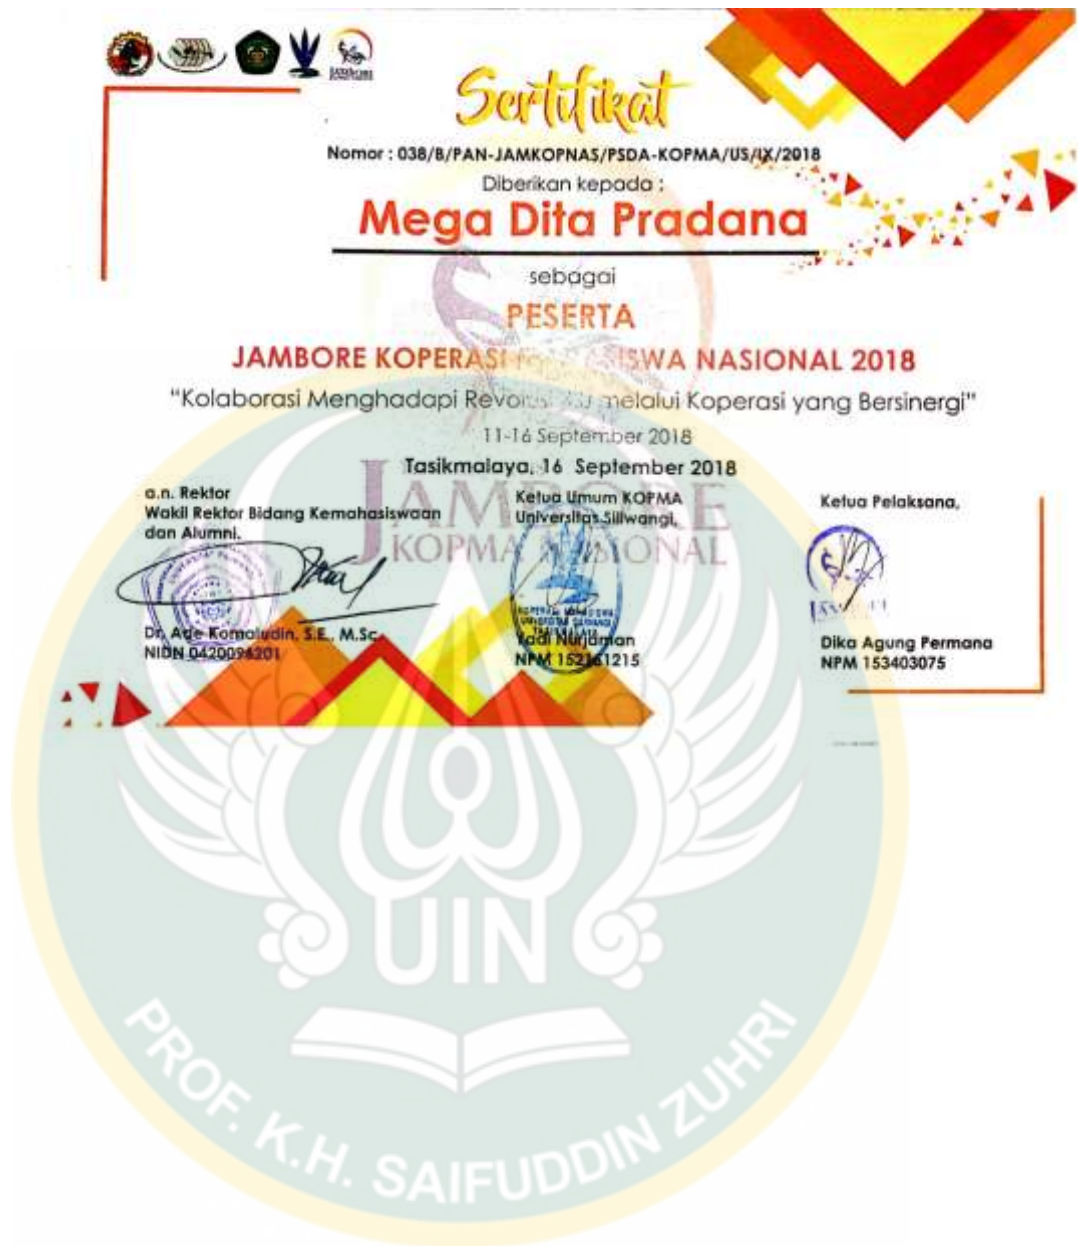 JAMBORE
Sertifikat
Nomor : 038/B/PAN-JAMKOPNAS/PSDA-KOPMA/US/IX/2018
Diberikan kepada :
Mega Dita Pradana
sebagai
PESERTA
JAMBORE KOPERASI NASIONAL 2018
"Kolaborasi Menghadapi melalui Koperasi yang Bersinergi"
11-16 September 2018
Tasikmalaya, 16 September 2018
JAMBORE
KOPMA NASIONAL
a.n. Rektor
Wakil Rektor Bidang Kemahasiswaan
dan Alumni.
Dr. Ade Komaludin, S.E., M.Sc.
NIDN 0420096201
Ketua Umum KOPMA
Universitas Siliwangi,
Yadi Nurjaman
NPM 152161215
Ketua Pelaksana,
Dika Agung Permana
NPM 153403075
UIN
PROF. K.H. SAIFUDDIN ZUHRI